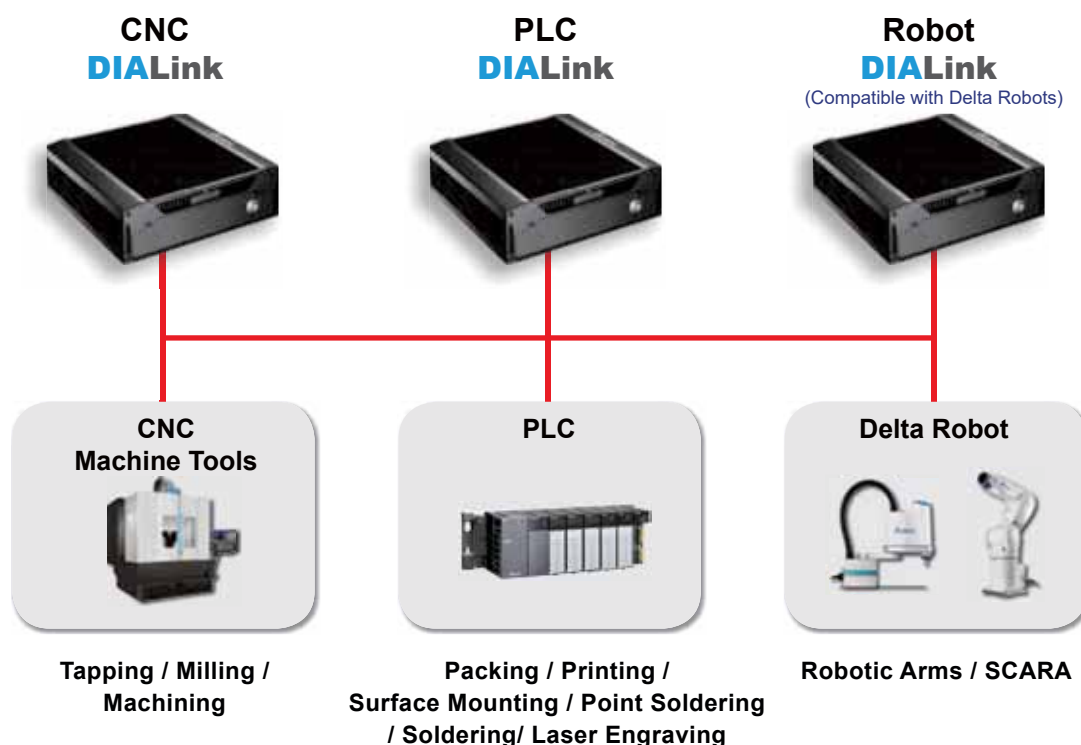 CNC
DIALink
PLC
DIALink
Robot
DIALink
(Compatible with Delta Robots)
CNC
Machine Tools
PLC
Delta Robot
Tapping / Milling /
Machining
Packing / Printing /
Surface Mounting / Point Soldering
/ Soldering/ Laser Engraving
Robotic Arms / SCARA